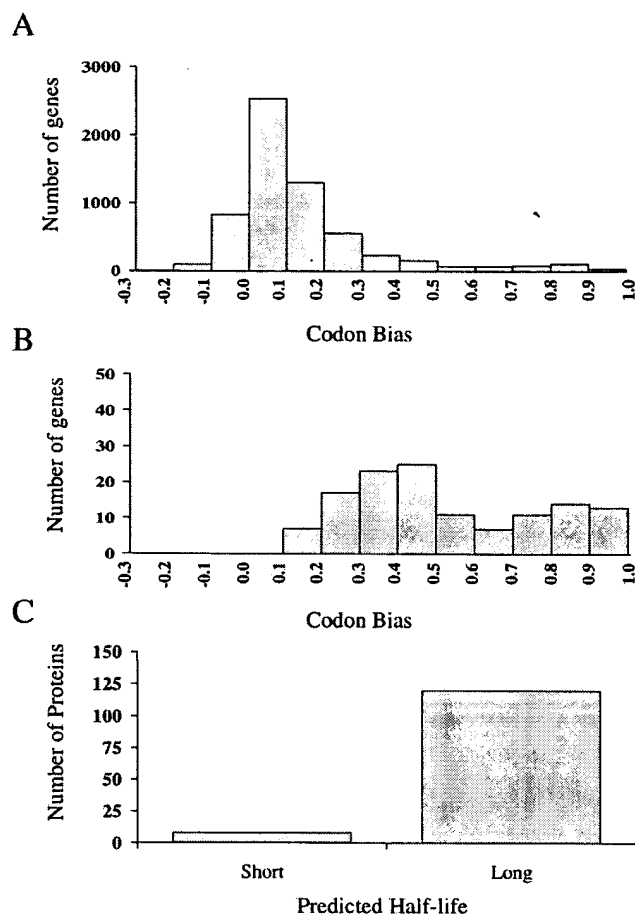 A
Number of genes
3000
2000
1000
0
-0.3 -0.2 -0.1 0.0 0.1 0.2 0.3 0.4 0.5 0.6 0.7 0.8 0.9 1.0
Codon Bias
B
Number of genes
50
40
30
20
10
0
-0.3 -0.2 -0.1 0.0 0.1 0.2 0.3 0.4 0.5 0.6 0.7 0.8 0.9 1.0
Codon Bias
C
Number of Proteins
150
125
100
75
50
25
0
Short Long
Predicted Half-life